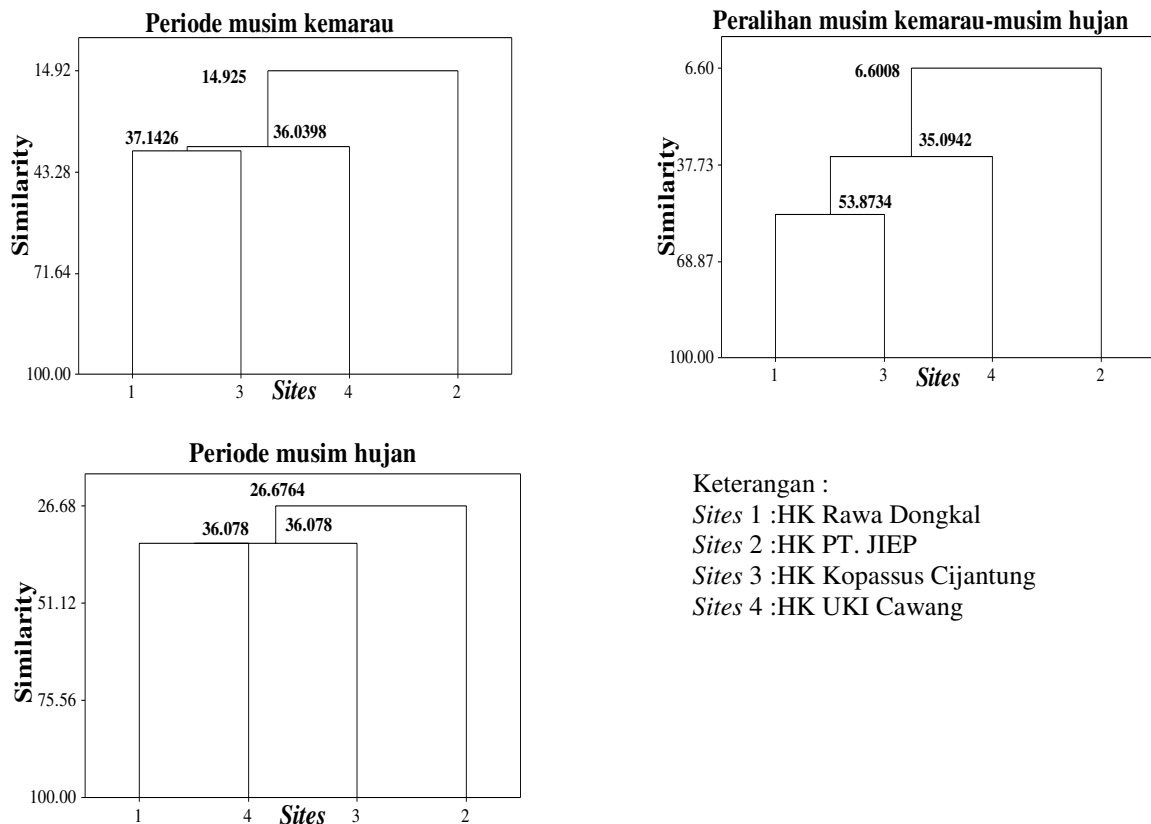 Periode musim kemarau
Similarity
14.92
43.28
71.64
100.00
14.925
37.1426
36.0398
1
3
Sites
4
2
Peralihan musim kemarau-musim hujan
Similarity
6.60
37.73
68.87
100.00
6.6008
35.0942
53.8734
1
3
Sites
4
2
Periode musim hujan
Similarity
26.68
51.12
75.56
100.00
26.6764
36.078
36.078
1
4
Sites
3
2
Keterangan :
Sites 1 :HK Rawa Dongkal
Sites 2 :HK PT. JIEP
Sites 3 :HK Kopassus Cijantung
Sites 4 :HK UKI Cawang